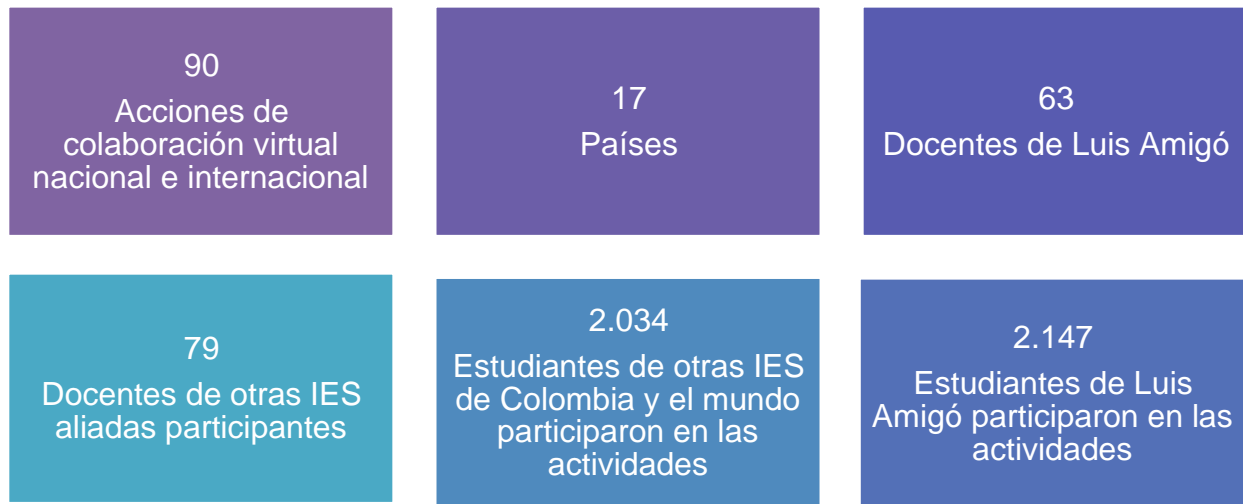 90
Acciones de
colaboración virtual
nacional e internacional
17
Países
63
Docentes de Luis Amigó
79
Docentes de otras IES
aliadas participantes
2.034
Estudiantes de otras IES
de Colombia y el mundo
participaron en las
actividades
2.147
Estudiantes de Luis
Amigó participaron en las
actividades